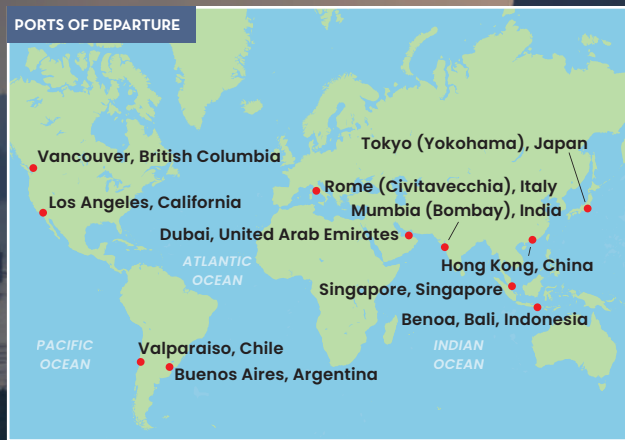 PORTS OF DEPARTURE
Vancouver, British Columbia
Tokyo (Yokohama), Japan
Rome (Civitavecchia), Italy
Los Angeles, California
Mumbia (Bombay), India
Dubai, United Arab Emirates
ATLANTIC
OCEAN
Hong Kong, China
Singapore, Singapore
Benoa, Bali, Indonesia
PACIFIC
OCEAN
Valparaiso, Chile
INDIAN
OCEAN
Buenos Aires, Argentina